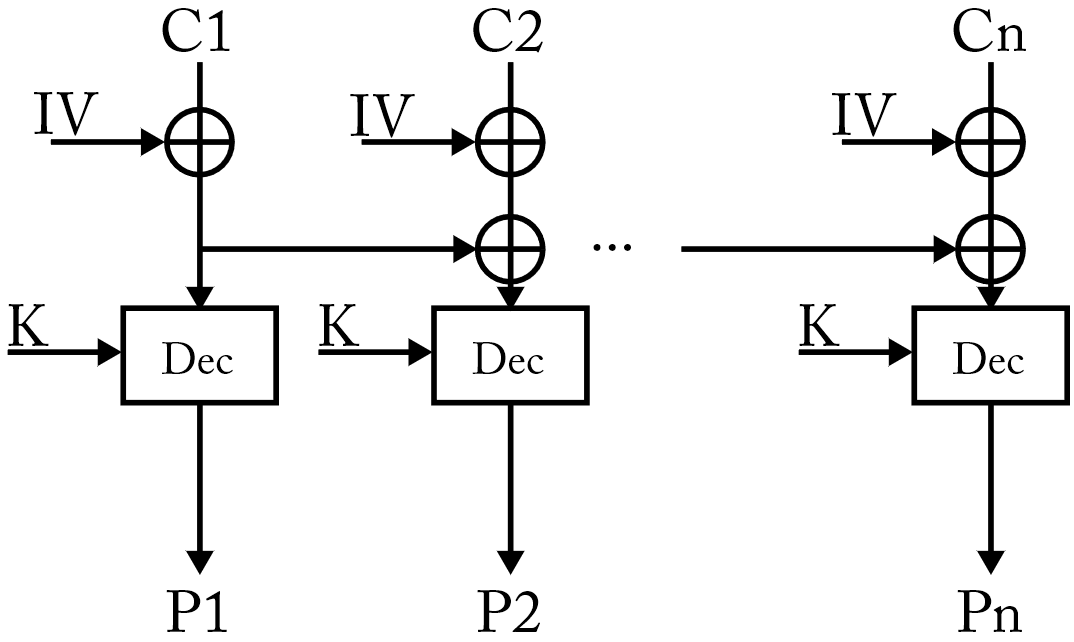 C1 C2 Cn
IV IV IV
...
K K K
Dec Dec Dec
P1 P2 Pn